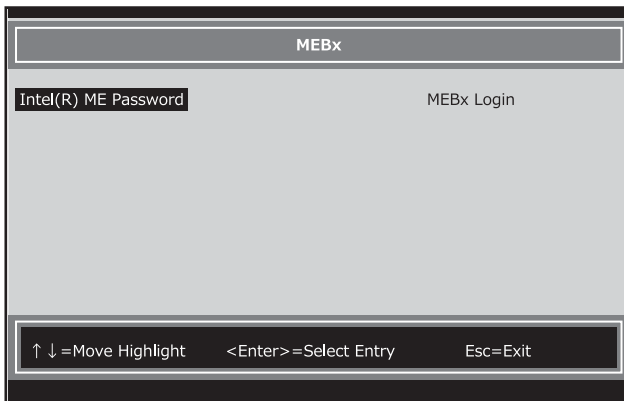 MEBx
Intel(R) ME Password MEBx Login
↑↓=Move Highlight <Enter>=Select Entry Esc=Exit